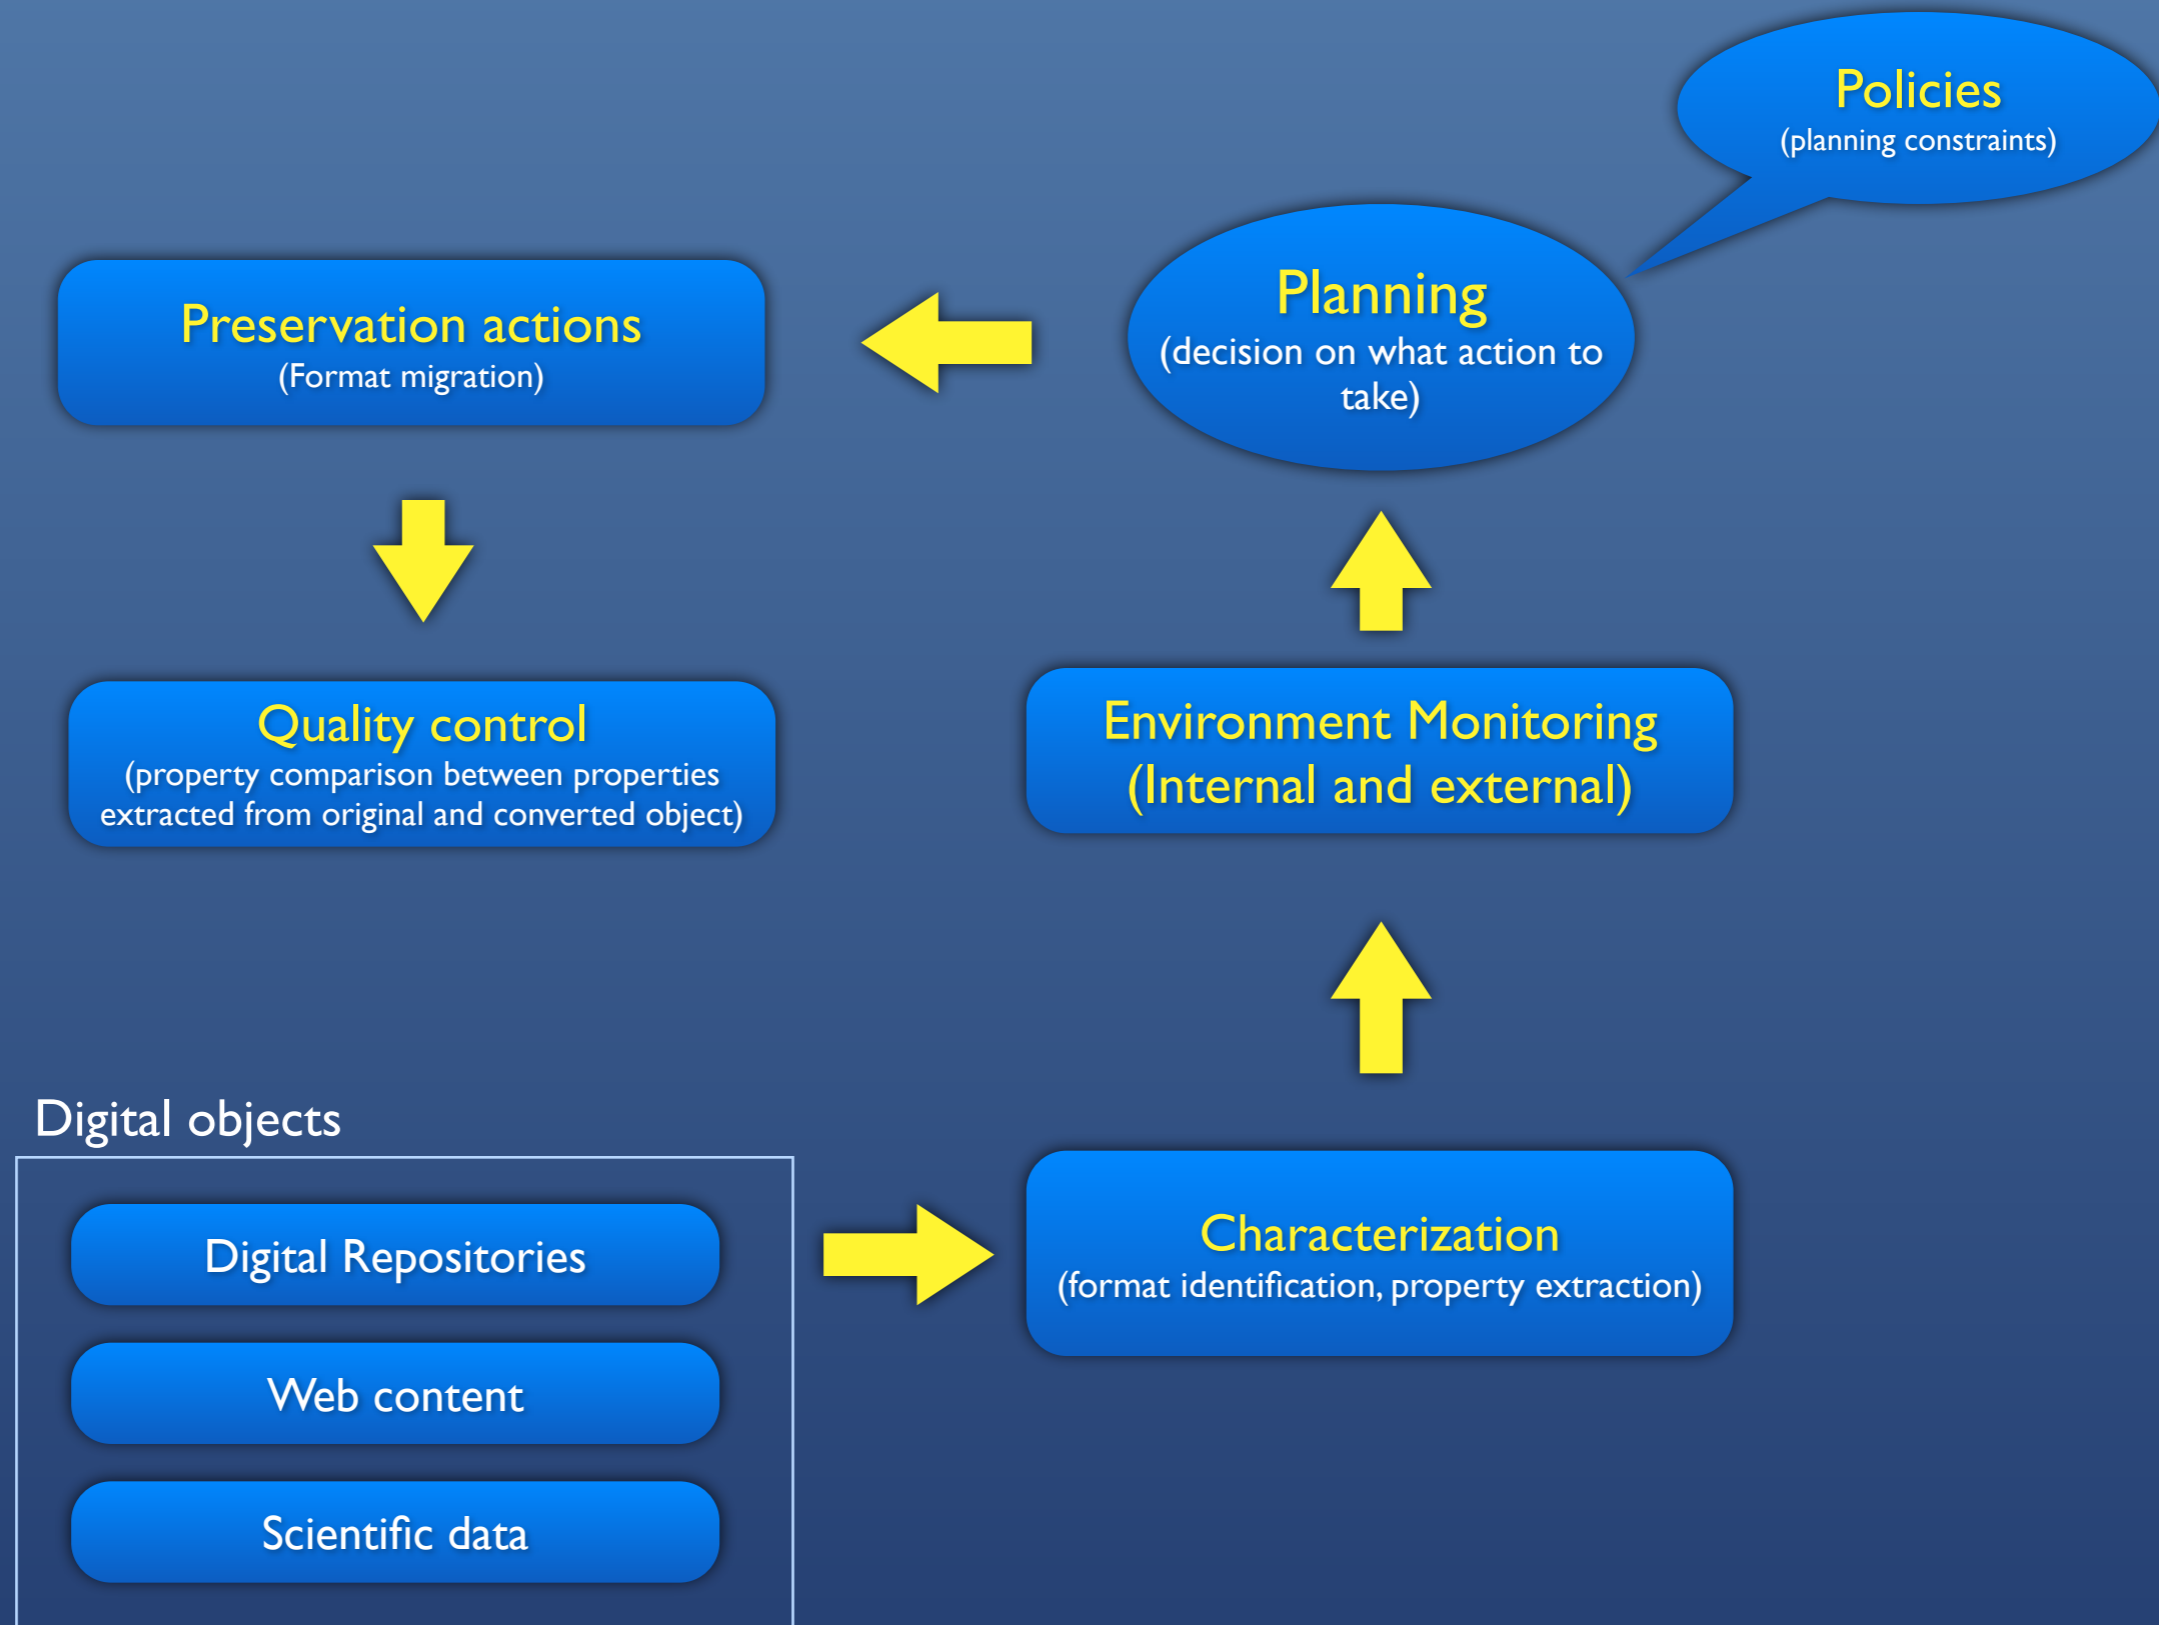 Policies
(planning constraints)
Planning
(decision on what action to
take)
Preservation actions
(Format migration)
Quality control
(property comparison between properties
extracted from original and converted object)
Environment Monitoring
(Internal and external)
Digital objects
Digital Repositories
Web content
Scientific data
Characterization
(format identification, property extraction)